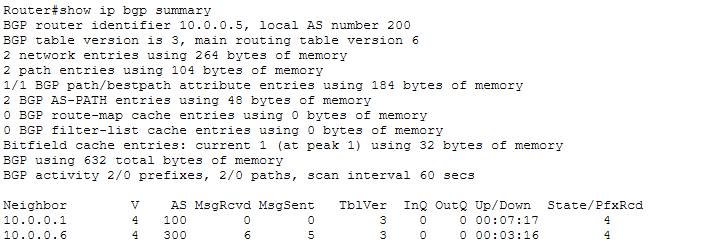 Router#show ip bgp summary
BGP router identifier 10.0.0.5, local AS number 200
BGP table version is 3, main routing table version 6
2 network entries using 264 bytes of memory
2 path entries using 104 bytes of memory
1/1 BGP path/bestpath attribute entries using 184 bytes of memory
2 BGP AS-PATH entries using 48 bytes of memory
0 BGP route-map cache entries using 0 bytes of memory
0 BGP filter-list cache entries using 0 bytes of memory
Bitfield cache entries: current 1 (at peak 1) using 32 bytes of memory
BGP using 632 total bytes of memory
BGP activity 2/0 prefixes, 2/0 paths, scan interval 60 secs
Neighbor V AS MsgRcvd MsgSent TblVer InQ OutQ Up/Down State/PfxRcd
10.0.0.1 4 100 0 0 3 0 0 00:07:17 4
10.0.0.6 4 300 6 5 3 0 0 00:03:16 4